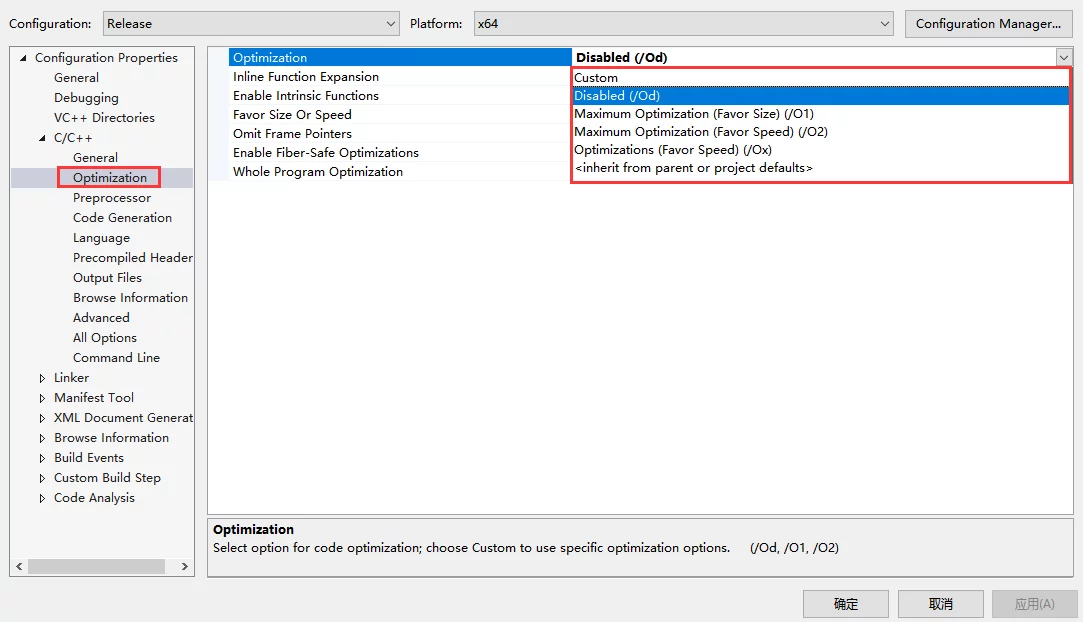 Configuration: Release Platform: x64 Configuration Manager...
Configuration Properties
General
Debugging
VC++ Directories
C/C++
General
Optimization
Preprocessor
Code Generation
Language
Precompiled Header
Output Files
Browse Information
Advanced
All Options
Command Line
Linker
Manifest Tool
XML Document Generat
Browse Information
Build Events
Custom Build Step
Code Analysis
Optimization Disabled (/Od)
Inline Function Expansion
Enable Intrinsic Functions
Favor Size Or Speed
Omit Frame Pointers
Enable Fiber-Safe Optimizations
Whole Program Optimization
Custom
Disabled (/Od)
Maximum Optimization (Favor Size) (/O1)
Maximum Optimization (Favor Speed) (/O2)
Optimizations (Favor Speed) (/Ox)
<inherit from parent or project defaults>
Optimization
Select option for code optimization; choose Custom to use specific optimization options. (/Od, /O1, /O2)
确定 取消 应用(A)